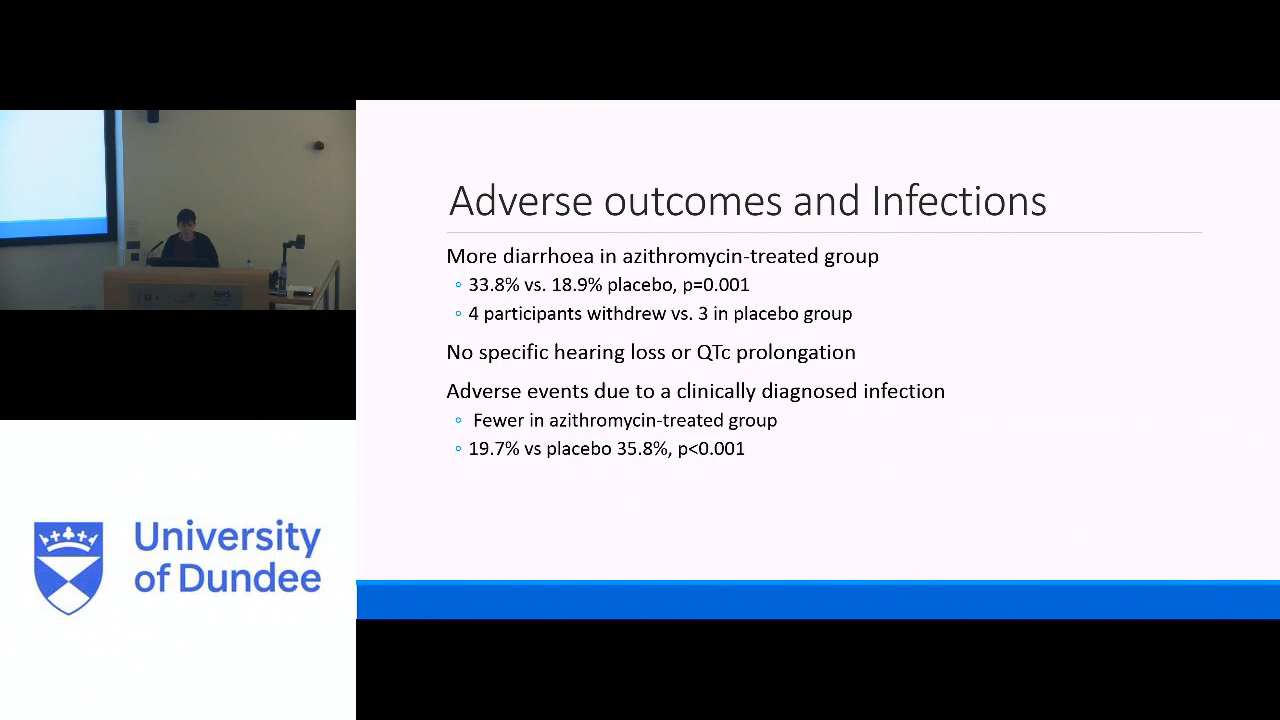 Adverse outcomes and Infections
More diarrhoea in azithromycin-treated group
33.8% vs. 18.9% placebo, p=0.001
4 participants withdrew vs. 3 in placebo group
No specific hearing loss or QTc prolongation
Adverse events due to a clinically diagnosed infection
Fewer in azithromycin-treated group
19.7% vs placebo 35.8%, p<0.001
NHS
University
of Dundee